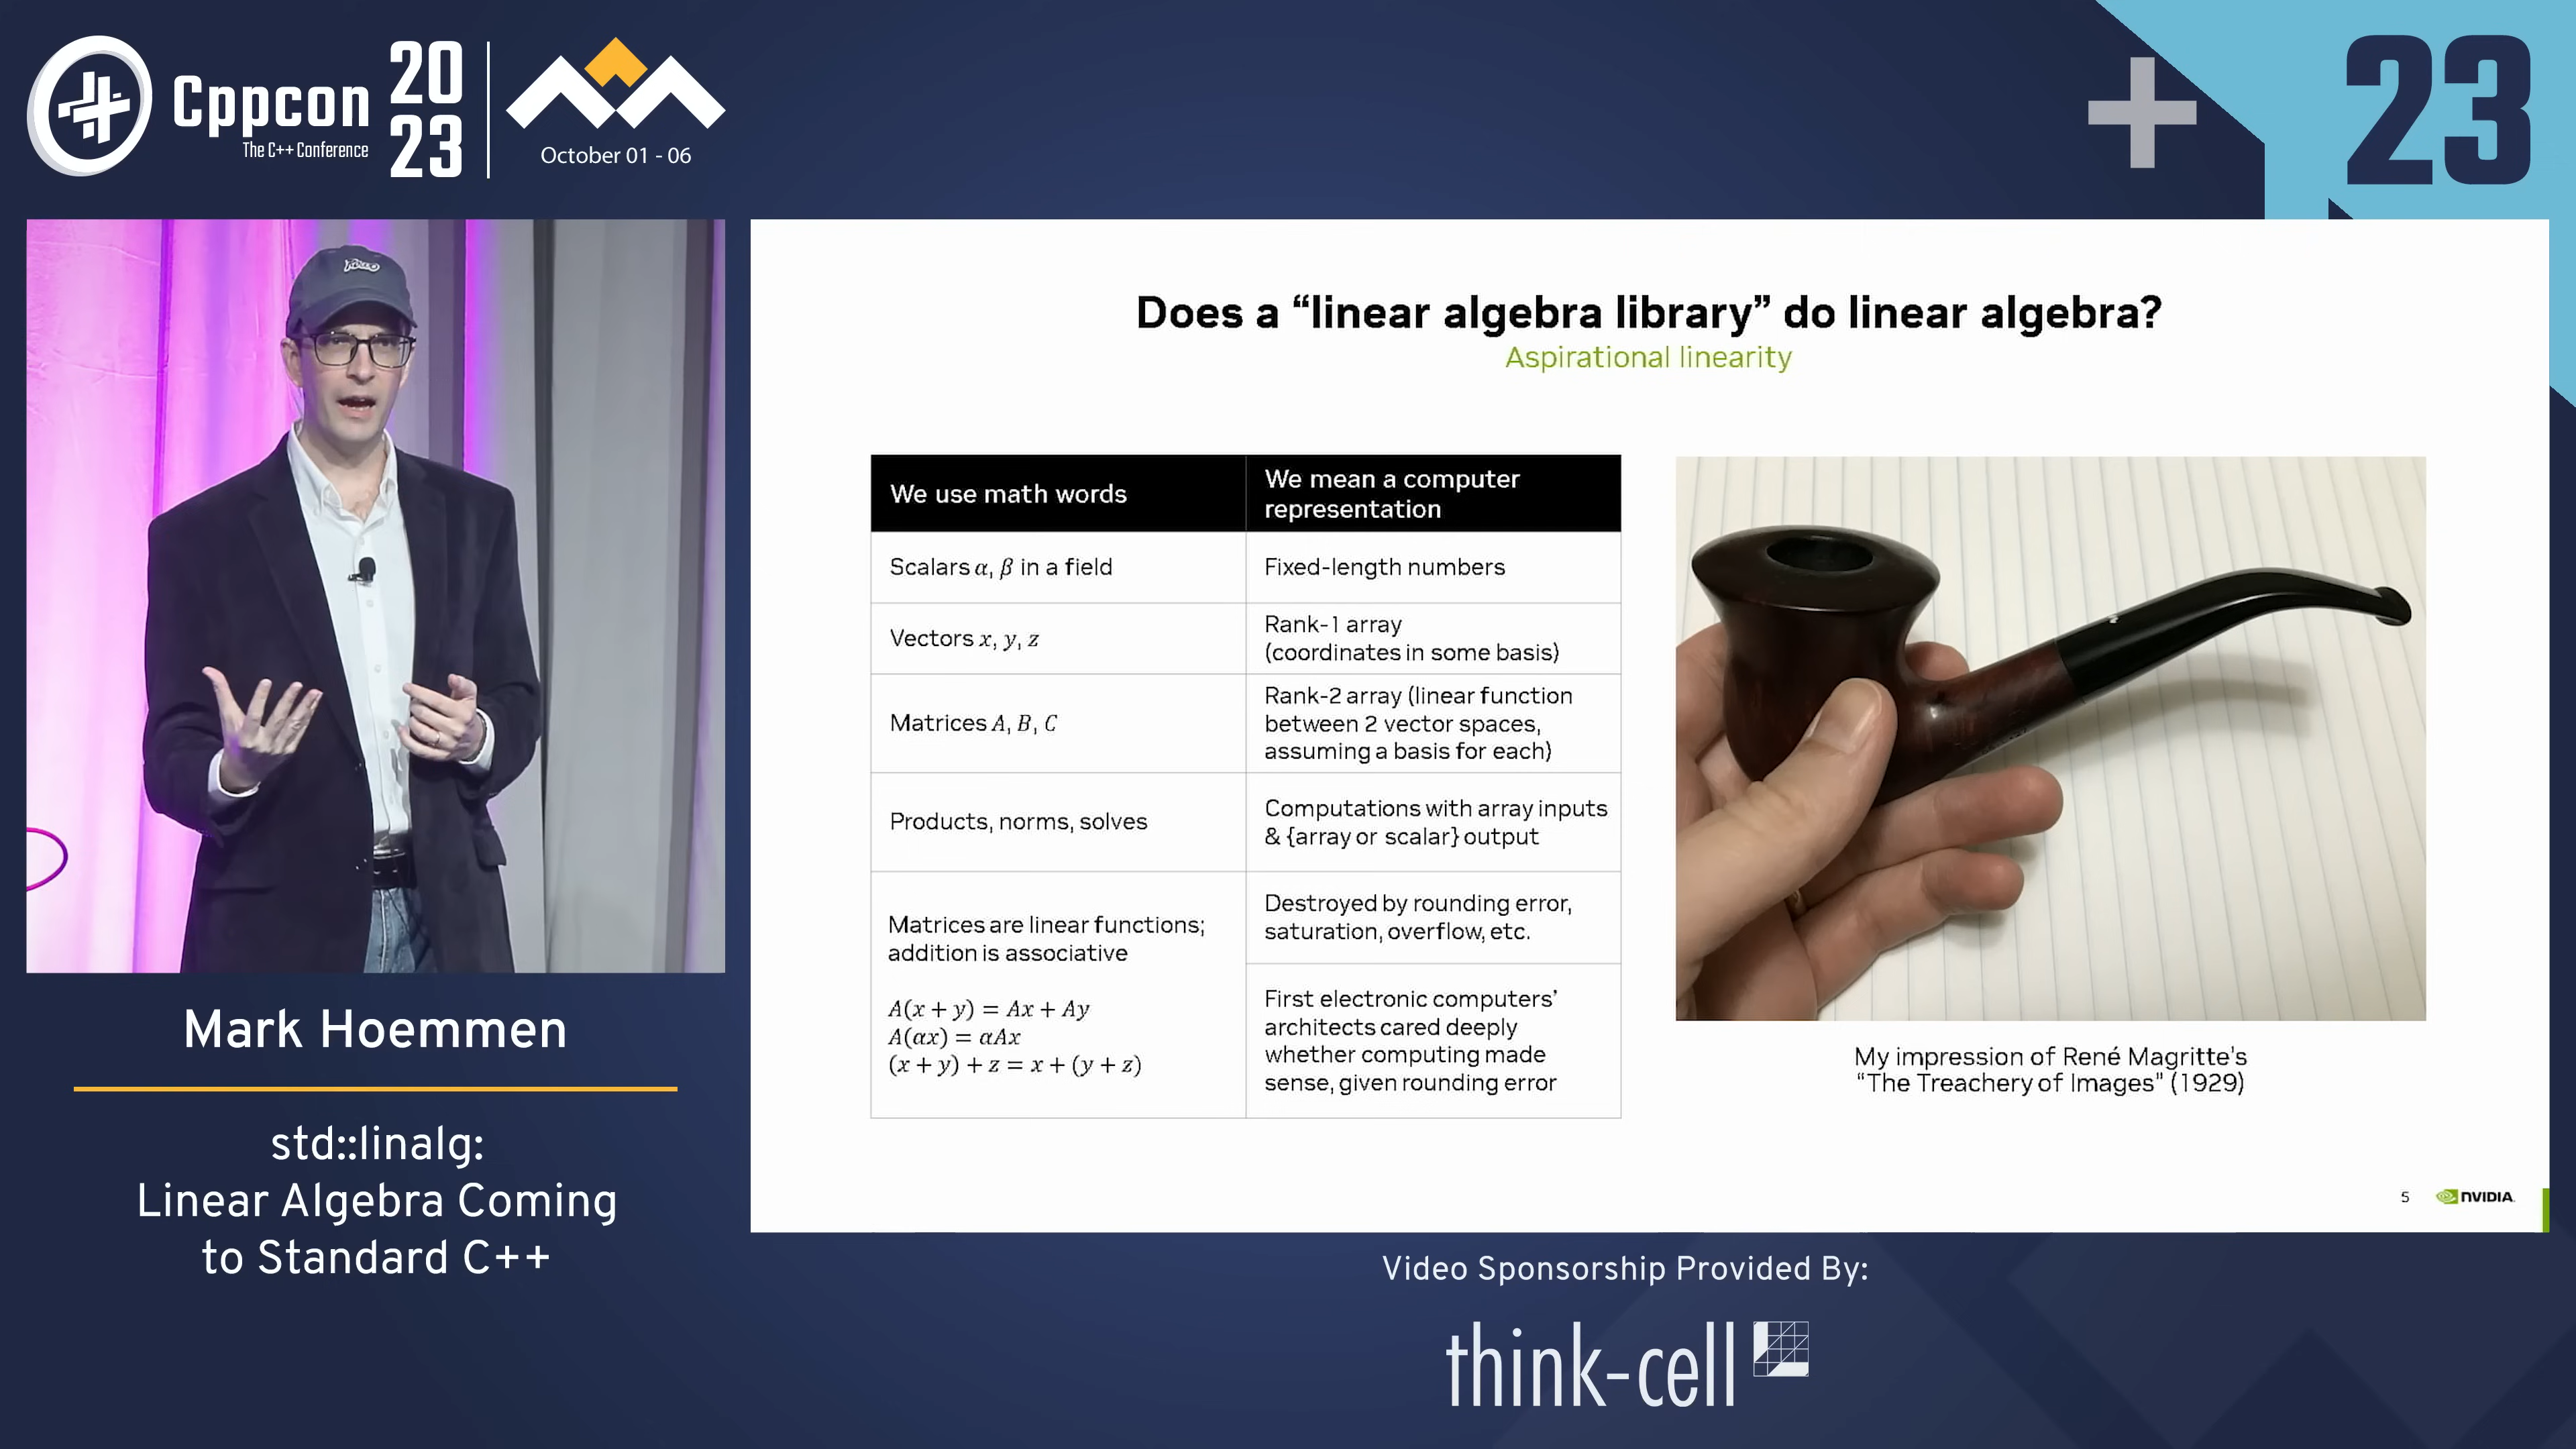 Cppcon
The C++ Conference
20
23
October 01 - 06
23
Does a “linear algebra library” do linear algebra?
Aspirational linearity
We use math words
We mean a computer
representation
Scalars α, β in a field
Fixed-length numbers
Vectors x, y, z
Rank-1 array
(coordinates in some basis)
Matrices A, B, C
Rank-2 array (linear function
between 2 vector spaces,
assuming a basis for each)
Products, norms, solves
Computations with array inputs
& {array or scalar} output
Matrices are linear functions;
addition is associative
A(x + y) = Ax + Ay
A(αx) = αAx
(x + y) + z = x + (y + z)
Destroyed by rounding error,
saturation, overflow, etc.
First electronic computers’
architects cared deeply
whether computing made
sense, given rounding error
My impression of René Magritte’s
“The Treachery of Images” (1929)
5
NVIDIA.
Mark Hoemmen
std::linalg:
Linear Algebra Coming
to Standard C++
Video Sponsorship Provided By:
think-cell